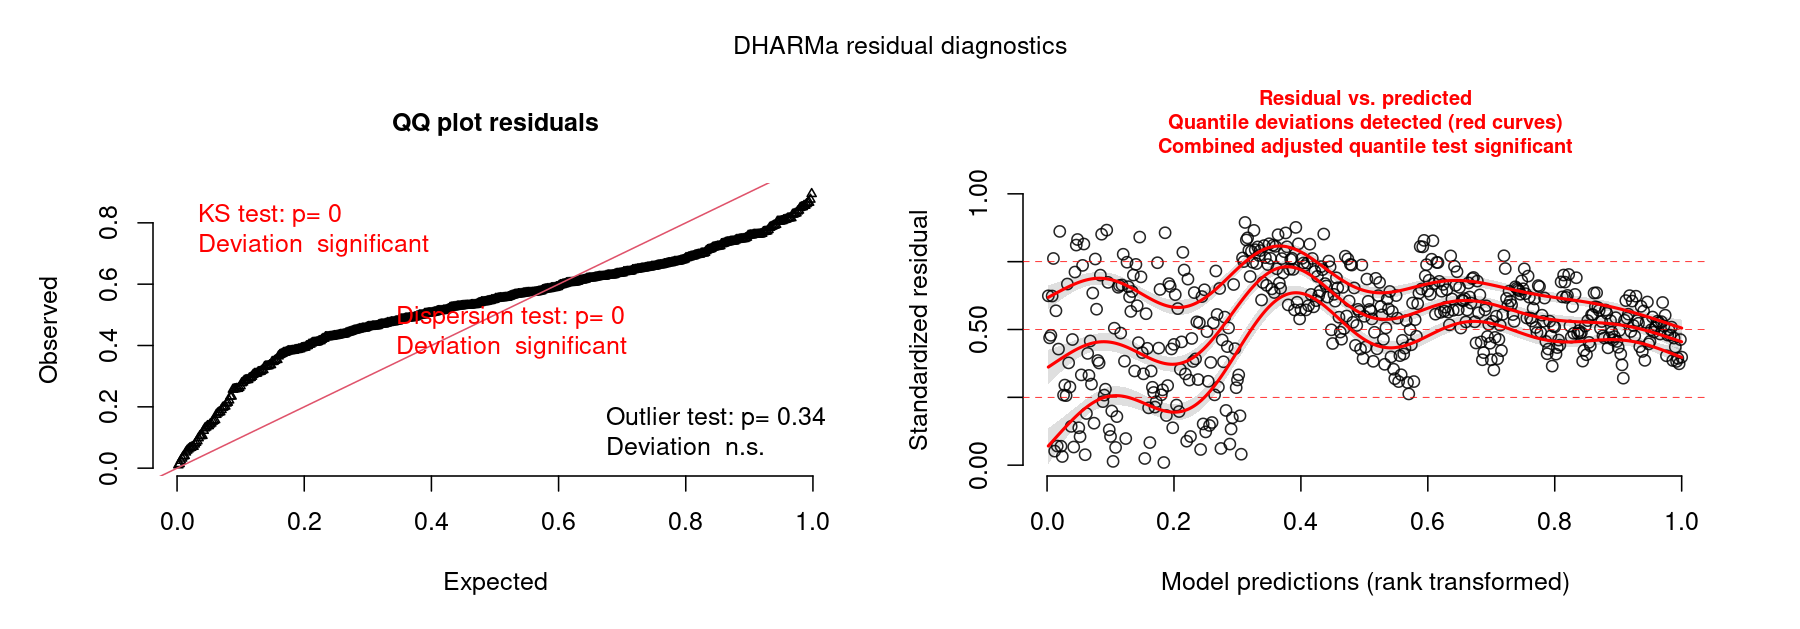 DHARMa residual diagnostics
QQ plot residuals
KS test: p= 0
Deviation  significant
Dispersion test: p= 0
Deviation  significant
Outlier test: p= 0.34
Deviation  n.s.
Observed
0.0 0.2 0.4 0.6 0.8
0.0 0.2 0.4 0.6 0.8 1.0
Expected
Residual vs. predicted
Quantile deviations detected (red curves)
Combined adjusted quantile test significant
Standardized residual
0.00 0.50 1.00
0.0 0.2 0.4 0.6 0.8 1.0
Model predictions (rank transformed)